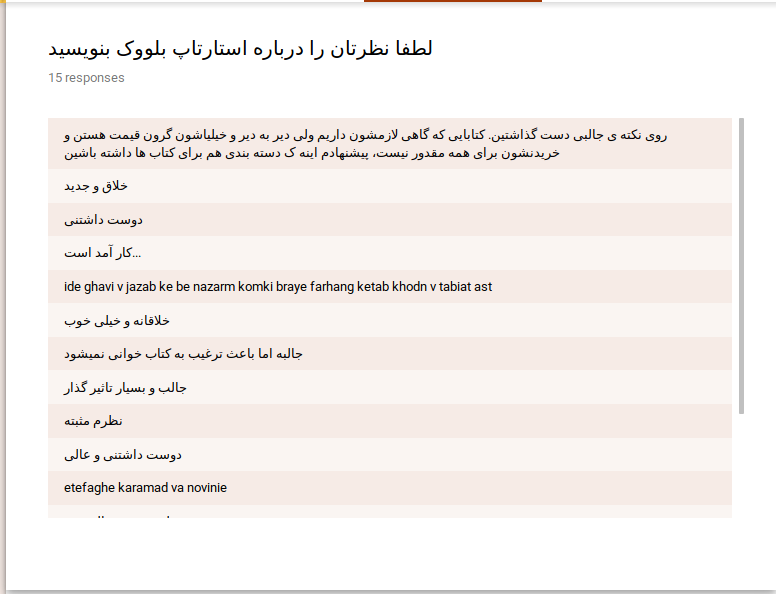 لطفا نظرتان را درباره استارتاپ بلووک بنویسید
15 responses
روی نکته ی جالبی دست گذاشتین. کتابایی که گاهی لازمشون داریم ولی دیر به دیر و خیلیاشون گرون قیمت هستن و
خریدنشون برای همه مقدور نیست، پیشنهادم اینه ک دسته بندی هم برای کتاب ها داشته باشین
خلاق و جدید
دوست داشتنی
کار آمد است...
ide ghavi v jazab ke be nazarm komki braye farhang ketab khodn v tabiat ast
خلاقانه و خیلی خوب
جالبه اما باعث ترغیب به کتاب خوانی نمیشود
جالب و بسیار تاثیر گذار
نظرم مثبته
دوست داشتنی و عالی
etefaghe karamad va novinie